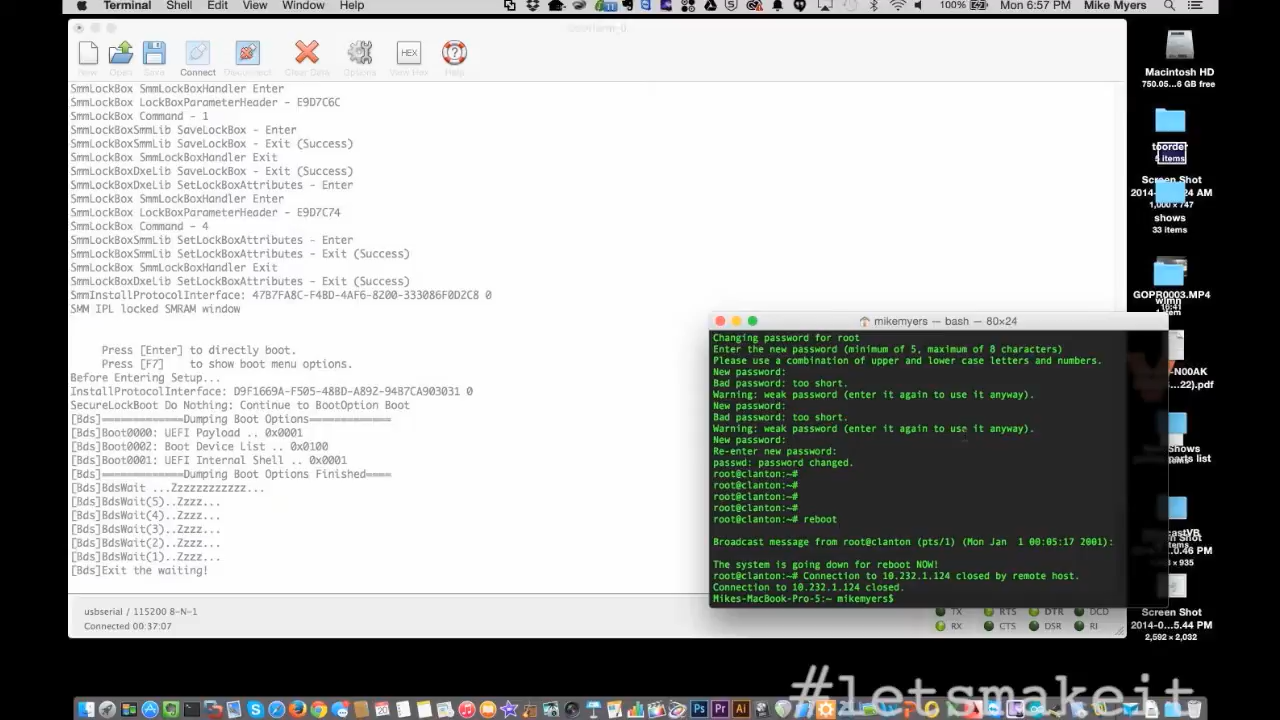 Terminal Shell Edit View Window Help
100% Mon 6:57 PM Mike Myers
New Open Save Connect Disconnect Clear Data Options View Hex Help
HEX
SmmLockBox SmmLockBoxHandler Enter
SmmLockBox LockBoxParameterHeader - E9D7C6C
SmmLockBox Command - 1
SmmLockBoxSmmLib SaveLockBox - Enter
SmmLockBoxSmmLib SaveLockBox - Exit (Success)
SmmLockBox SmmLockBoxHandler Exit
SmmLockBoxDxeLib SaveLockBox - Exit (Success)
SmmLockBoxDxeLib SetLockBoxAttributes - Enter
SmmLockBox SmmLockBoxHandler Enter
SmmLockBox LockBoxParameterHeader - E9D7C74
SmmLockBox Command - 4
SmmLockBoxSmmLib SetLockBoxAttributes - Enter
SmmLockBoxSmmLib SetLockBoxAttributes - Exit (Success)
SmmLockBox SmmLockBoxHandler Exit
SmmLockBoxDxeLib SetLockBoxAttributes - Exit (Success)
SmmInstallProtocolInterface: 47B7FA8C-F4BD-4AF6-8200-333086F0D2C8 0
SMM IPL locked SMRAM window
Press [Enter] to directly boot.
Press [F7] to show boot menu options.
Before Entering Setup...
InstallProtocolInterface: D9F1669A-F505-48BD-A892-94B7CA903031 0
SecureLockBoot Do Nothing: Continue to BootOption Boot
[Bds]=============Dumping Boot Options=============
[Bds]Boot0000: UEFI Payload .. 0x0001
[Bds]Boot0002: Boot Device List .. 0x0100
[Bds]Boot0001: UEFI Internal Shell .. 0x0001
[Bds]=============Dumping Boot Options Finished====
[Bds]BdsWait ...Zzzzzzzzzzzz...
[Bds]BdsWait(5)..Zzzz...
[Bds]BdsWait(4)..Zzzz...
[Bds]BdsWait(3)..Zzzz...
[Bds]BdsWait(2)..Zzzz...
[Bds]BdsWait(1)..Zzzz...
[Bds]Exit the waiting!
usbserial / 115200 8-N-1
Connected 00:37:07
TX RTS DTR DCD
RX CTS DSR RI
mikemyers — bash — 80×24
Changing password for root
Enter the new password (minimum of 5, maximum of 8 characters)
Please use a combination of upper and lower case letters and numbers.
New password:
Bad password: too short.
Warning: weak password (enter it again to use it anyway).
New password:
Bad password: too short.
Warning: weak password (enter it again to use it anyway).
New password:
Re-enter new password:
passwd: password changed.
root@clanton:~#
root@clanton:~#
root@clanton:~#
root@clanton:~#
root@clanton:~# reboot
Broadcast message from root@clanton (pts/1) (Mon Jan 1 00:05:17 2001):
The system is going down for reboot NOW!
root@clanton:~# Connection to 10.232.1.124 closed by remote host.
Connection to 10.232.1.124 closed.
Mikes-MacBook-Pro-5:~ mikemyers$
Macintosh HD
750.05...6 GB free
toorder
5 items
Screen Shot
2014-...24 AM
1,000 × 747
shows
33 items
GOPR0003.MP4
16:41
-N00AK
...22).pdf
Shows
parts list
Screen Shot
...0.46 PM
× 935
Screen Shot
2014-0...5.44 PM
2,592 × 2,032
#letsmakeit